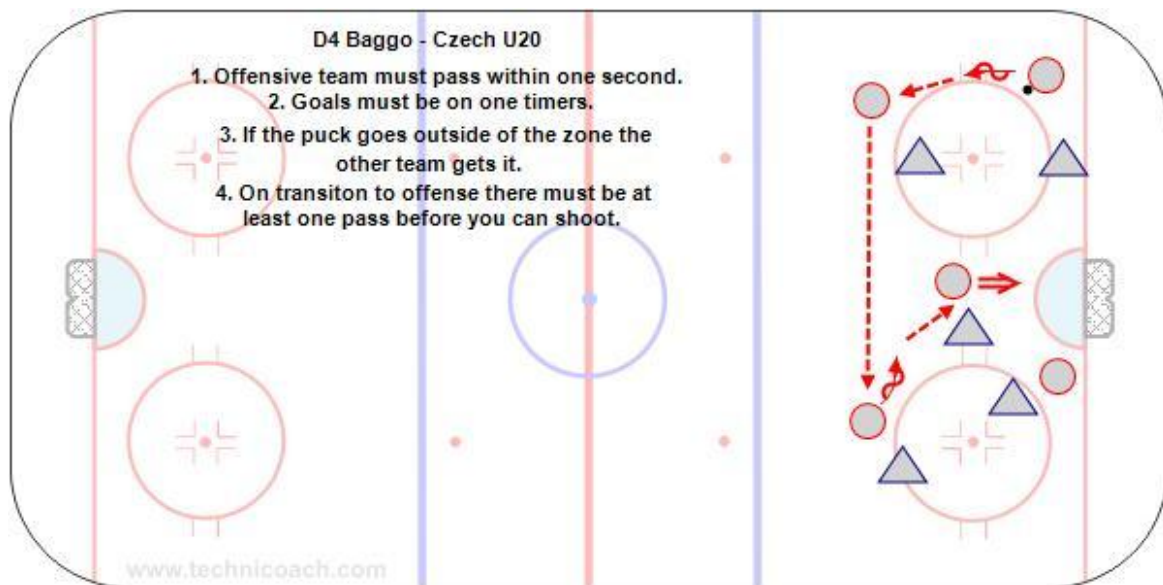 D4 Baggo - Czech U20
1. Offensive team must pass within one second.
2. Goals must be on one timers.
3. If the puck goes outside of the zone the
other team gets it.
4. On transiton to offense there must be at
least one pass before you can shoot.
www.technicoach.com